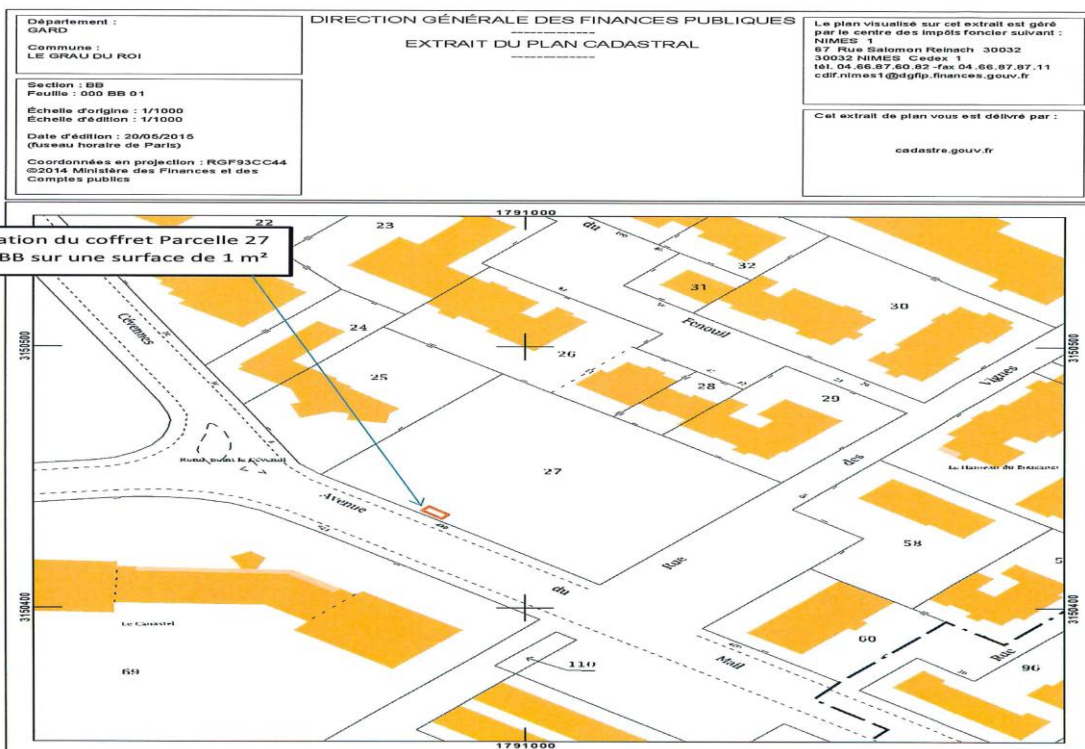 Département :
GARD
Commune :
LE GRAU DU ROI
Section : BB
Feuille : 000 BB 01
Échelle d'origine : 1/1000
Échelle d'édition : 1/1000
Date d'édition : 20/05/2015
(fuseau horaire de Paris)
Coordonnées en projection : RGF93CC44
©2014 Ministère des Finances et des
Comptes publics
DIRECTION GÉNÉRALE DES FINANCES PUBLIQUES
-------------
EXTRAIT DU PLAN CADASTRAL
-------------
Le plan visualisé sur cet extrait est géré
par le centre des impôts foncier suivant :
NIMES 1
67 Rue Salomon Reinach 30032
30032 NIMES Cedex 1
tél. 04.66.87.60.82 -fax 04.66.87.87.11
cdif.nimes1@dgfip.finances.gouv.fr
Cet extrait de plan vous est délivré par :
cadastre.gouv.fr
1791000
ation du coffret Parcelle 27
BB sur une surface de 1 m²
22
23
du
32
31
30
Cévennes
24
Fenouil
3150500
3150500
26
25
28
29
Vignes
27
des
Avenue
58
Rue
du
3150400
3150400
Le Canastel
60
Rue
69
110
Mail
96
1791000